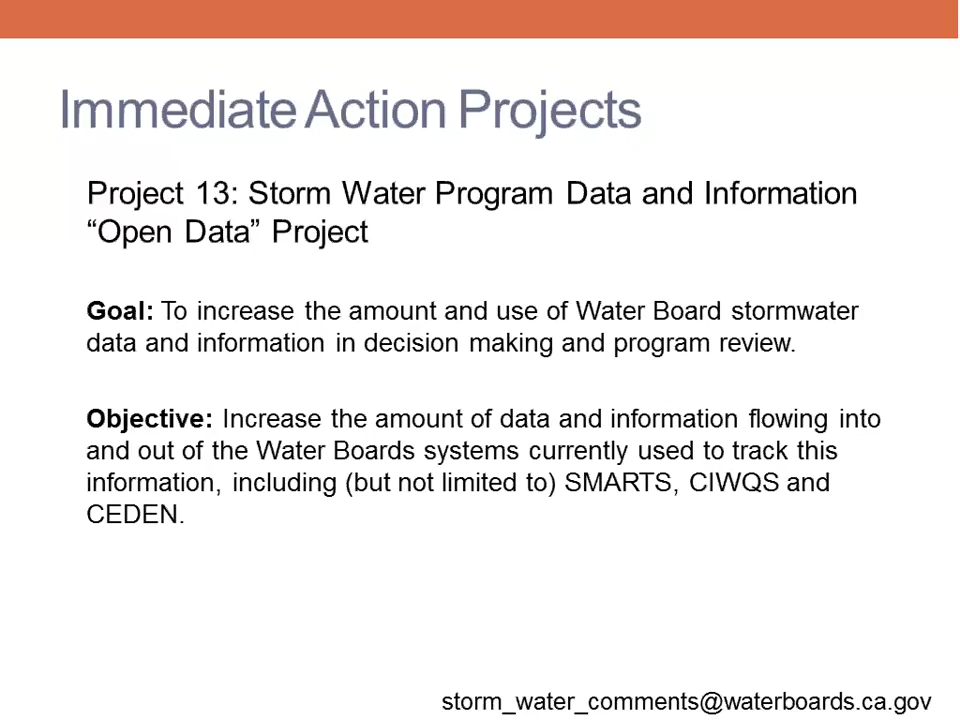 Immediate Action Projects
Project 13: Storm Water Program Data and Information
“Open Data” Project
Goal: To increase the amount and use of Water Board stormwater
data and information in decision making and program review.
Objective: Increase the amount of data and information flowing into
and out of the Water Boards systems currently used to track this
information, including (but not limited to) SMARTS, CIWQS and
CEDEN.
storm_water_comments@waterboards.ca.gov